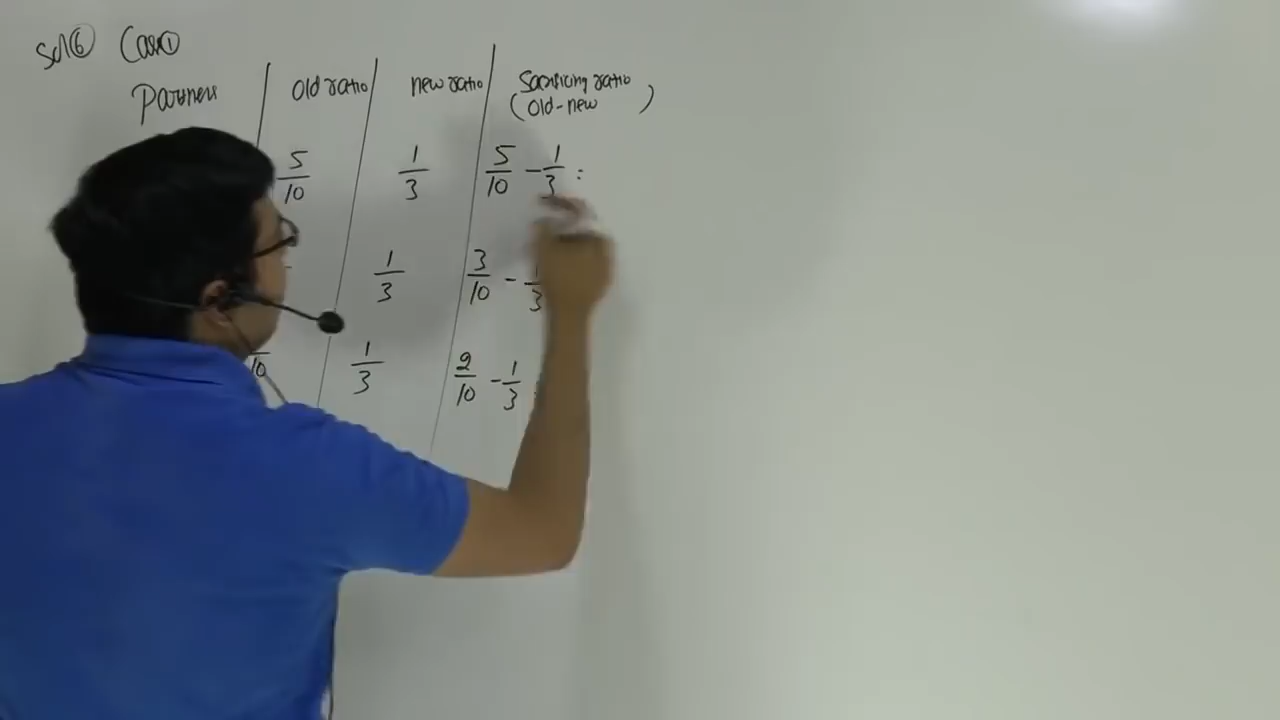 Sol⑥ Case①
Partners old ratio new ratio Sacrificing ratio
(old-new)
5/10 1/3 5/10 - 1/3 =
1/3 3/10 - 1/3
10 1/3 2/10 - 1/3 =